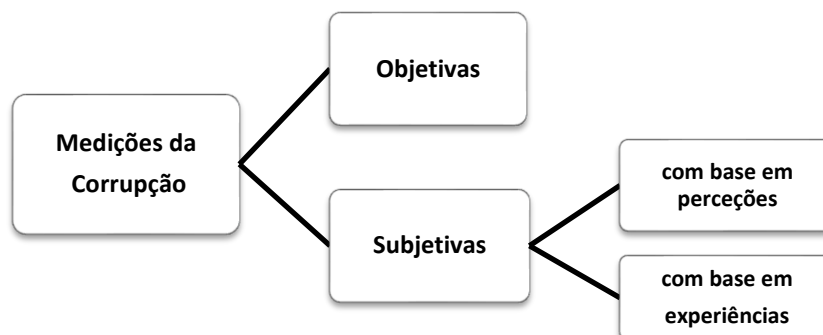 Medições da
Corrupção
Objetivas
Subjetivas
com base em
perceções
com base em
experiências